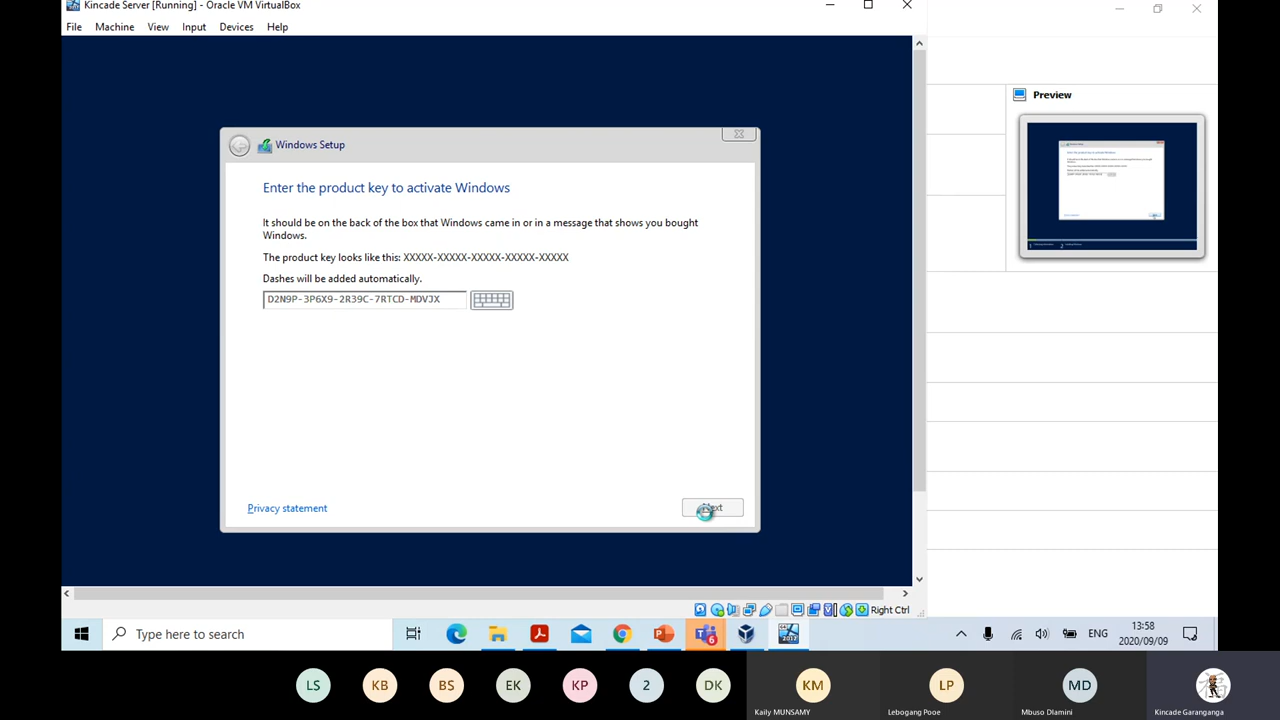 Kincade Server [Running] - Oracle VM VirtualBox
File Machine View Input Devices Help
Preview
Windows Setup
Enter the product key to activate Windows
It should be on the back of the box that Windows came in or in a message that shows you bought
Windows.
The product key looks like this: XXXXX-XXXXX-XXXXX-XXXXX-XXXXX
Dashes will be added automatically.
D2N9P-3P6X9-2R39C-7RTCD-MDVJX
Privacy statement
Next
Right Ctrl
Type here to search
ENG
13:58
2020/09/09
LS KB BS EK KP 2 DK KM LP MD
Kaily MUNSAMY Lebogang Pooe Mbuso Dlamini Kincade Garanganga